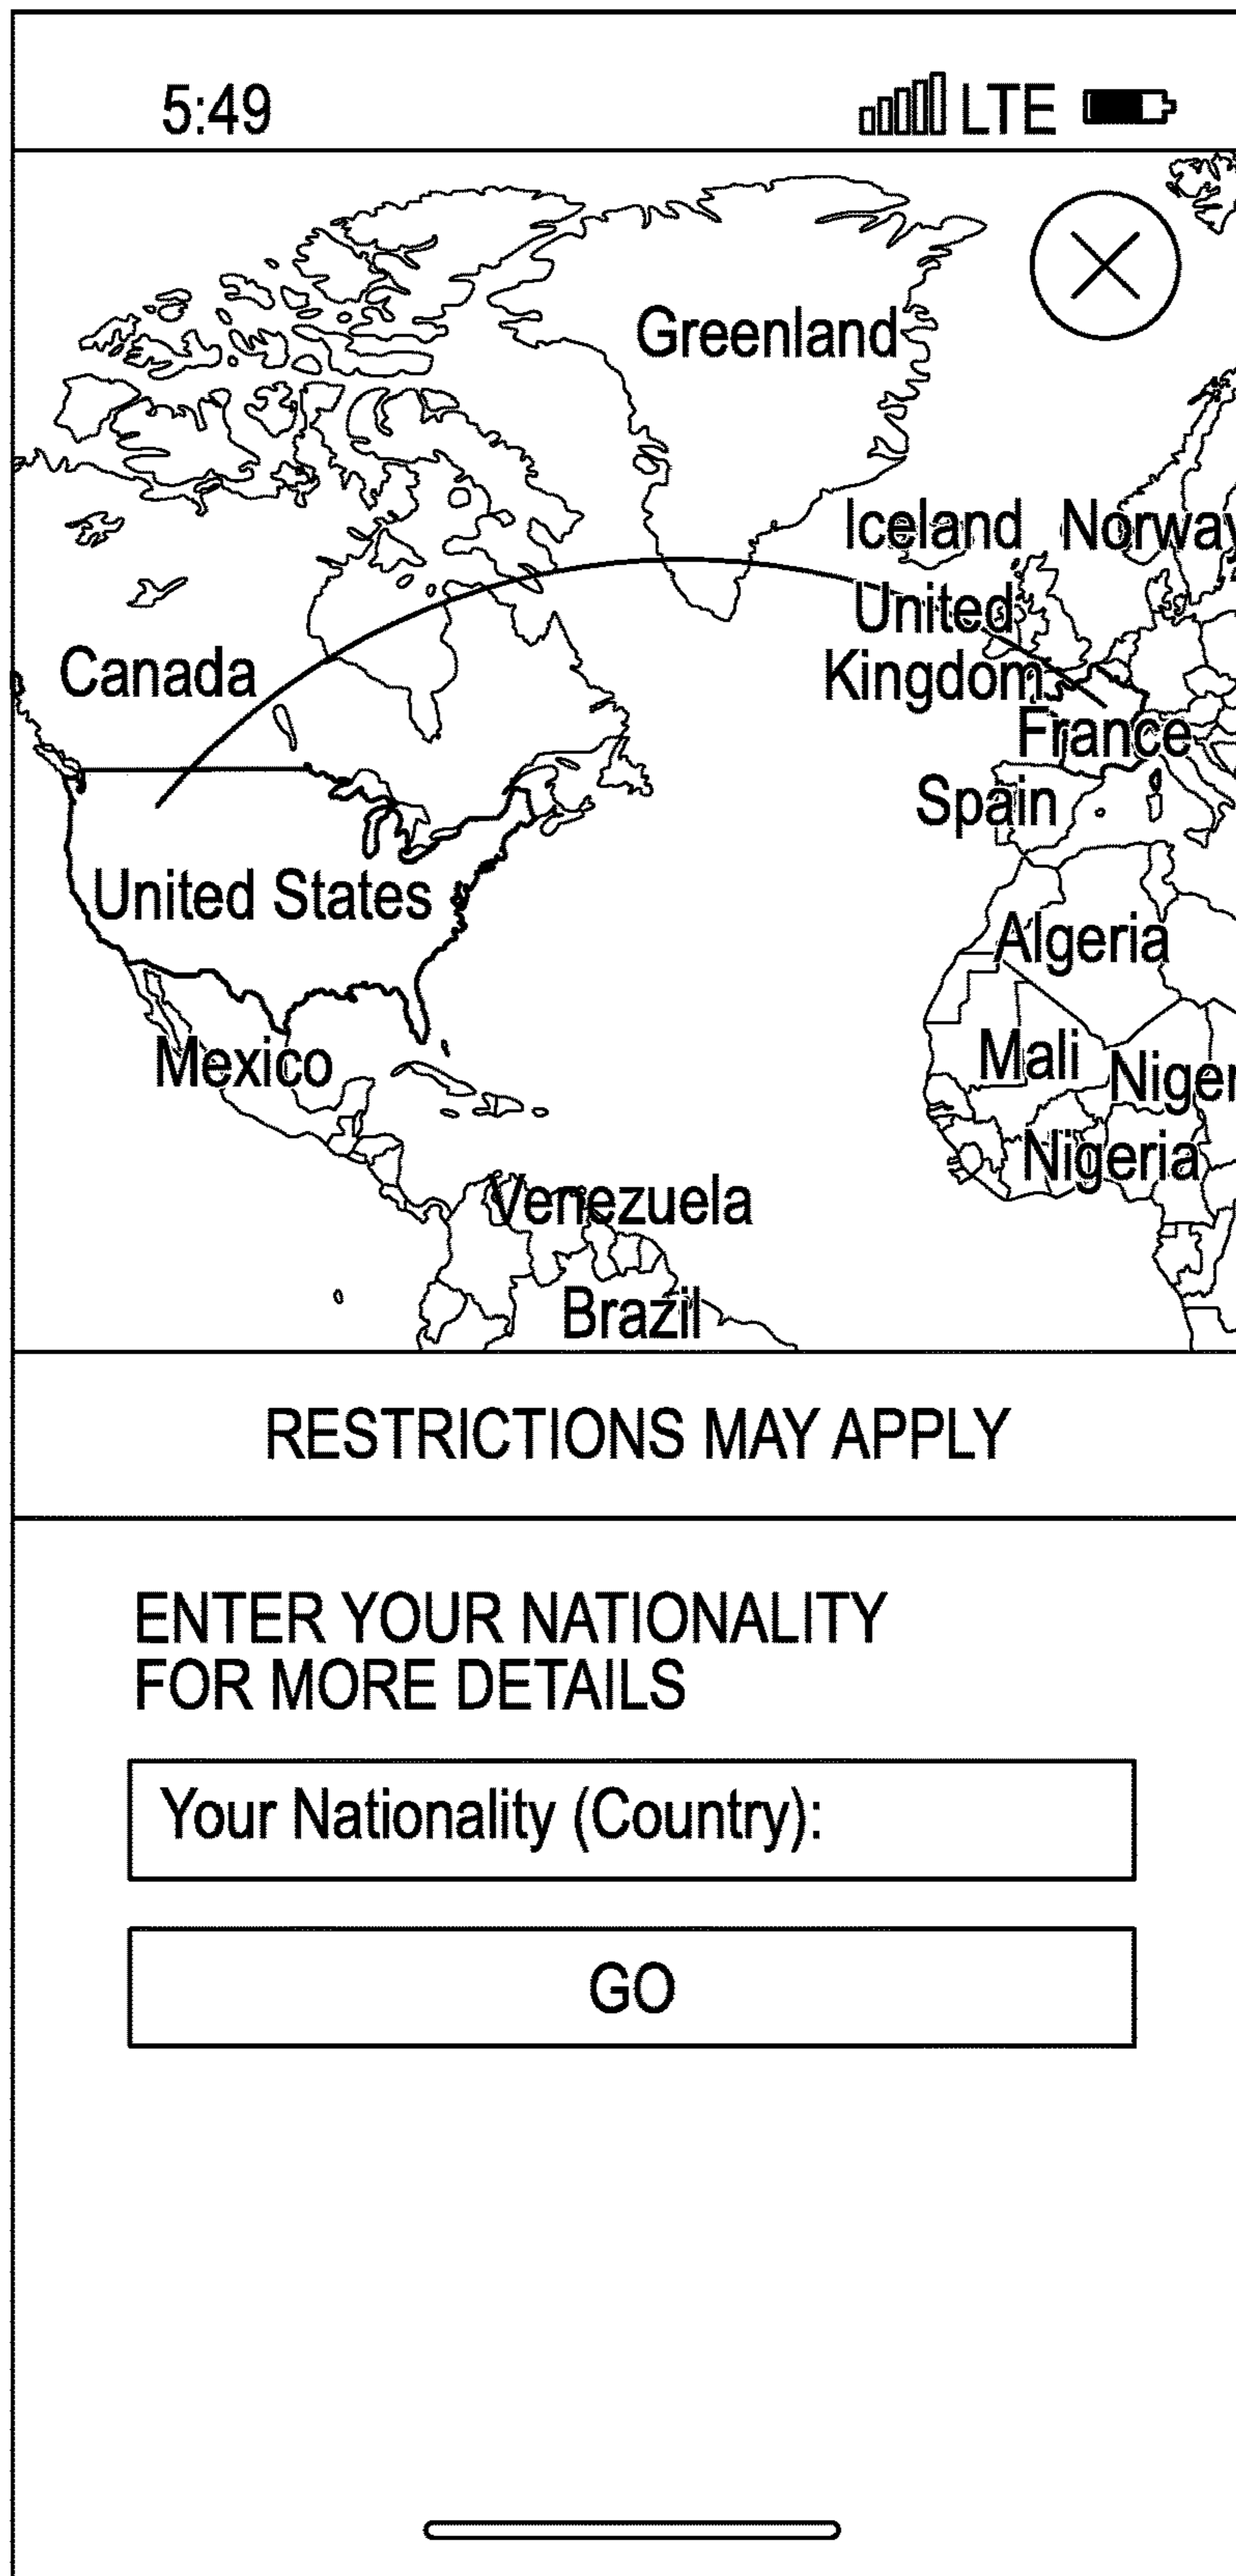 5:49 LTE
Greenland
Iceland Norway
United
Kingdom
Canada
France
Spain
United States
Algeria
Mali
Niger
Mexico
Nigeria
Venezuela
Brazil
RESTRICTIONS MAY APPLY
ENTER YOUR NATIONALITY
FOR MORE DETAILS
Your Nationality (Country):
GO